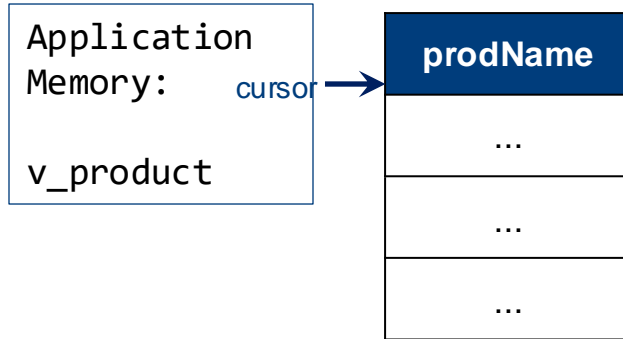 Application
Memory:
cursor
v_product
prodName
...
...
...